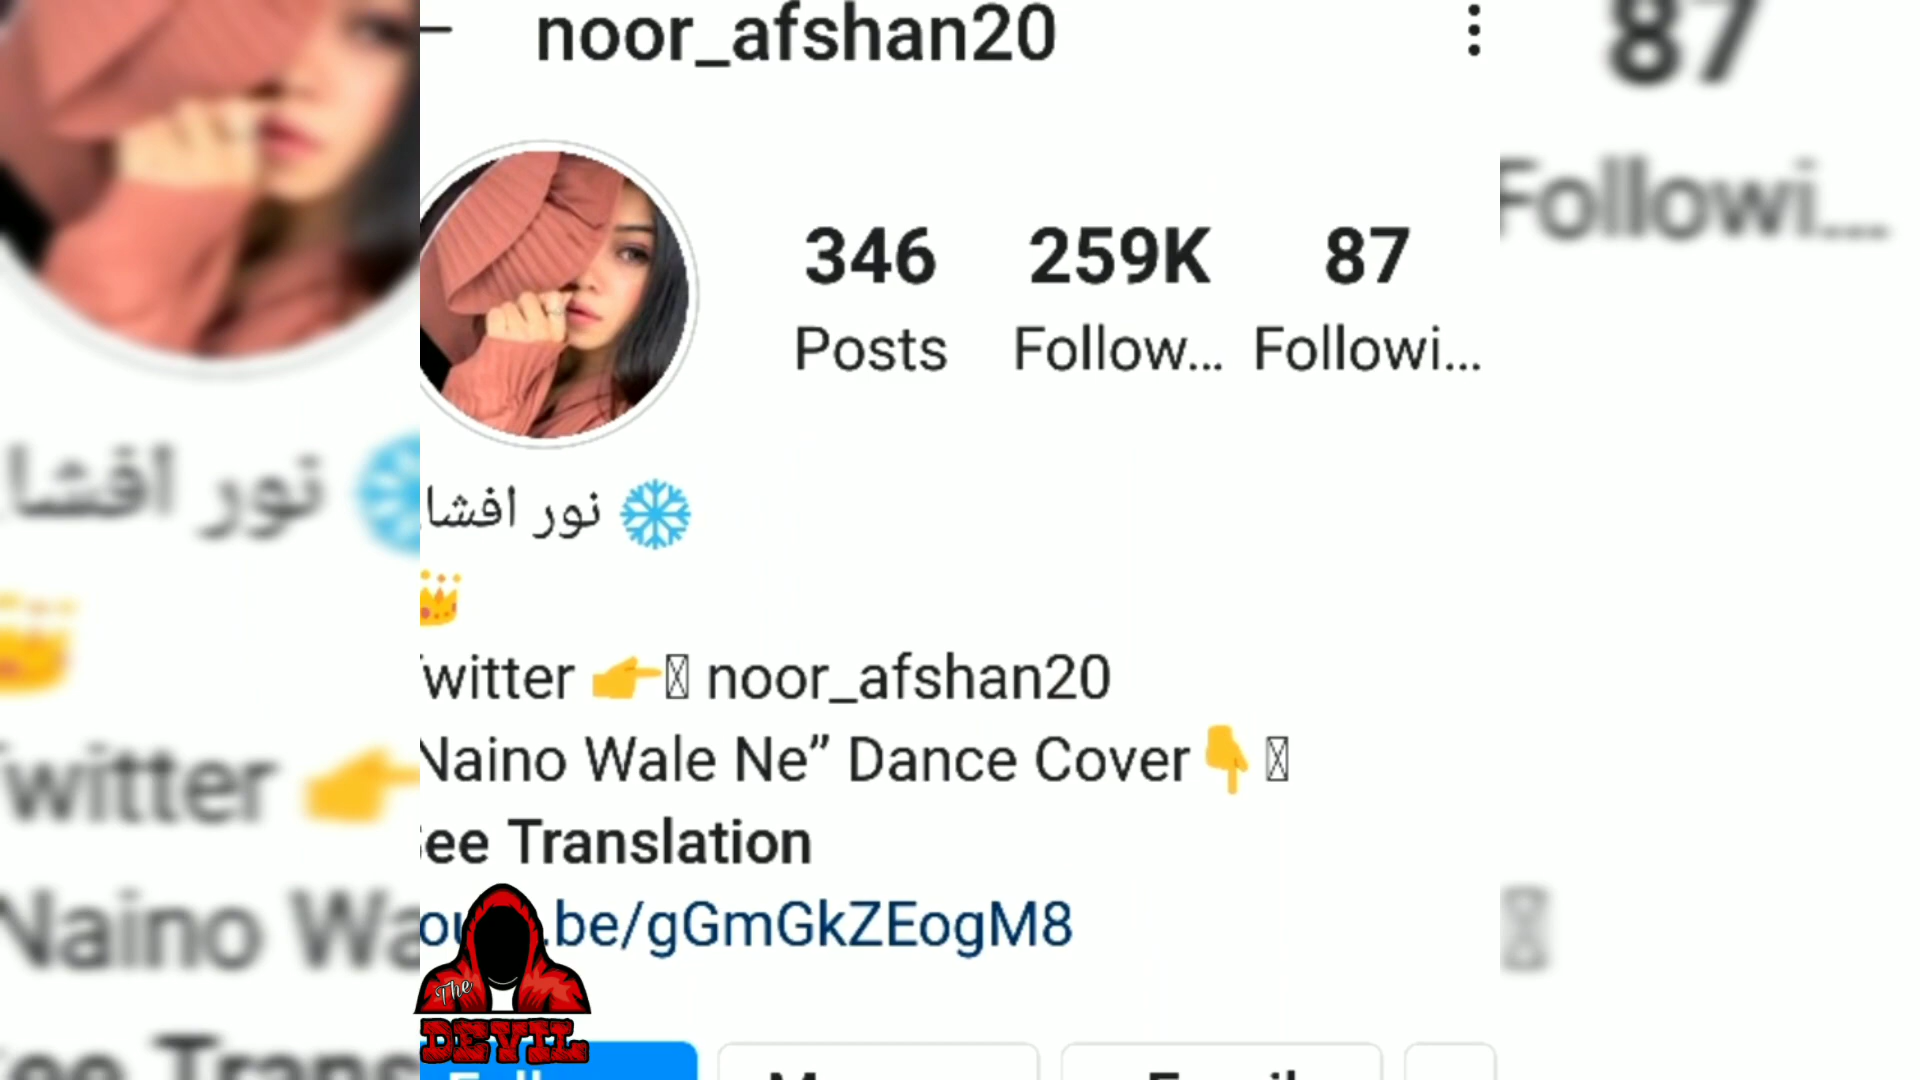 noor_afshan20
346 259K 87
Posts Follow... Followi...
نور افشا
witter 👉 noor_afshan20
Naino Wale Ne” Dance Cover👇
ee Translation
.be/gGmGkZEogM8
The
DEVIL
87
Followi...
نور افشا
witter 👉
Naino Wa